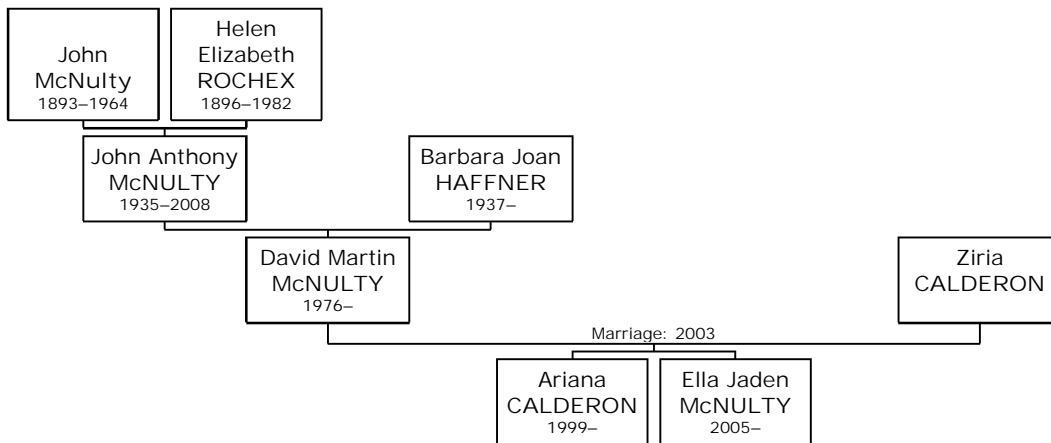 John
McNulty
1893–1964
Helen
Elizabeth
ROCHEX
1896–1982
John Anthony
McNULTY
1935–2008
Barbara Joan
HAFFNER
1937–
David Martin
McNULTY
1976–
Ziria
CALDERON
Marriage: 2003
Ariana
CALDERON
1999–
Ella Jaden
McNULTY
2005–